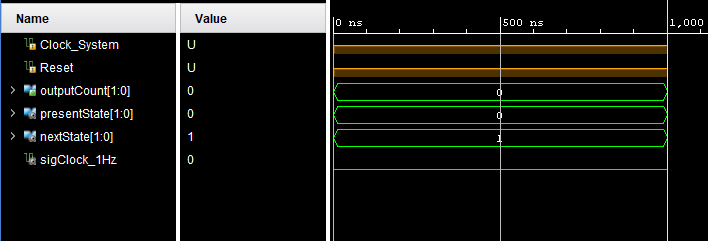 Name Value 0 ns 500 ns 1,000
Clock_System U
Reset U
outputCount[1:0] 0 0
presentState[1:0] 0 0
nextState[1:0] 1 1
sigClock_1Hz 0